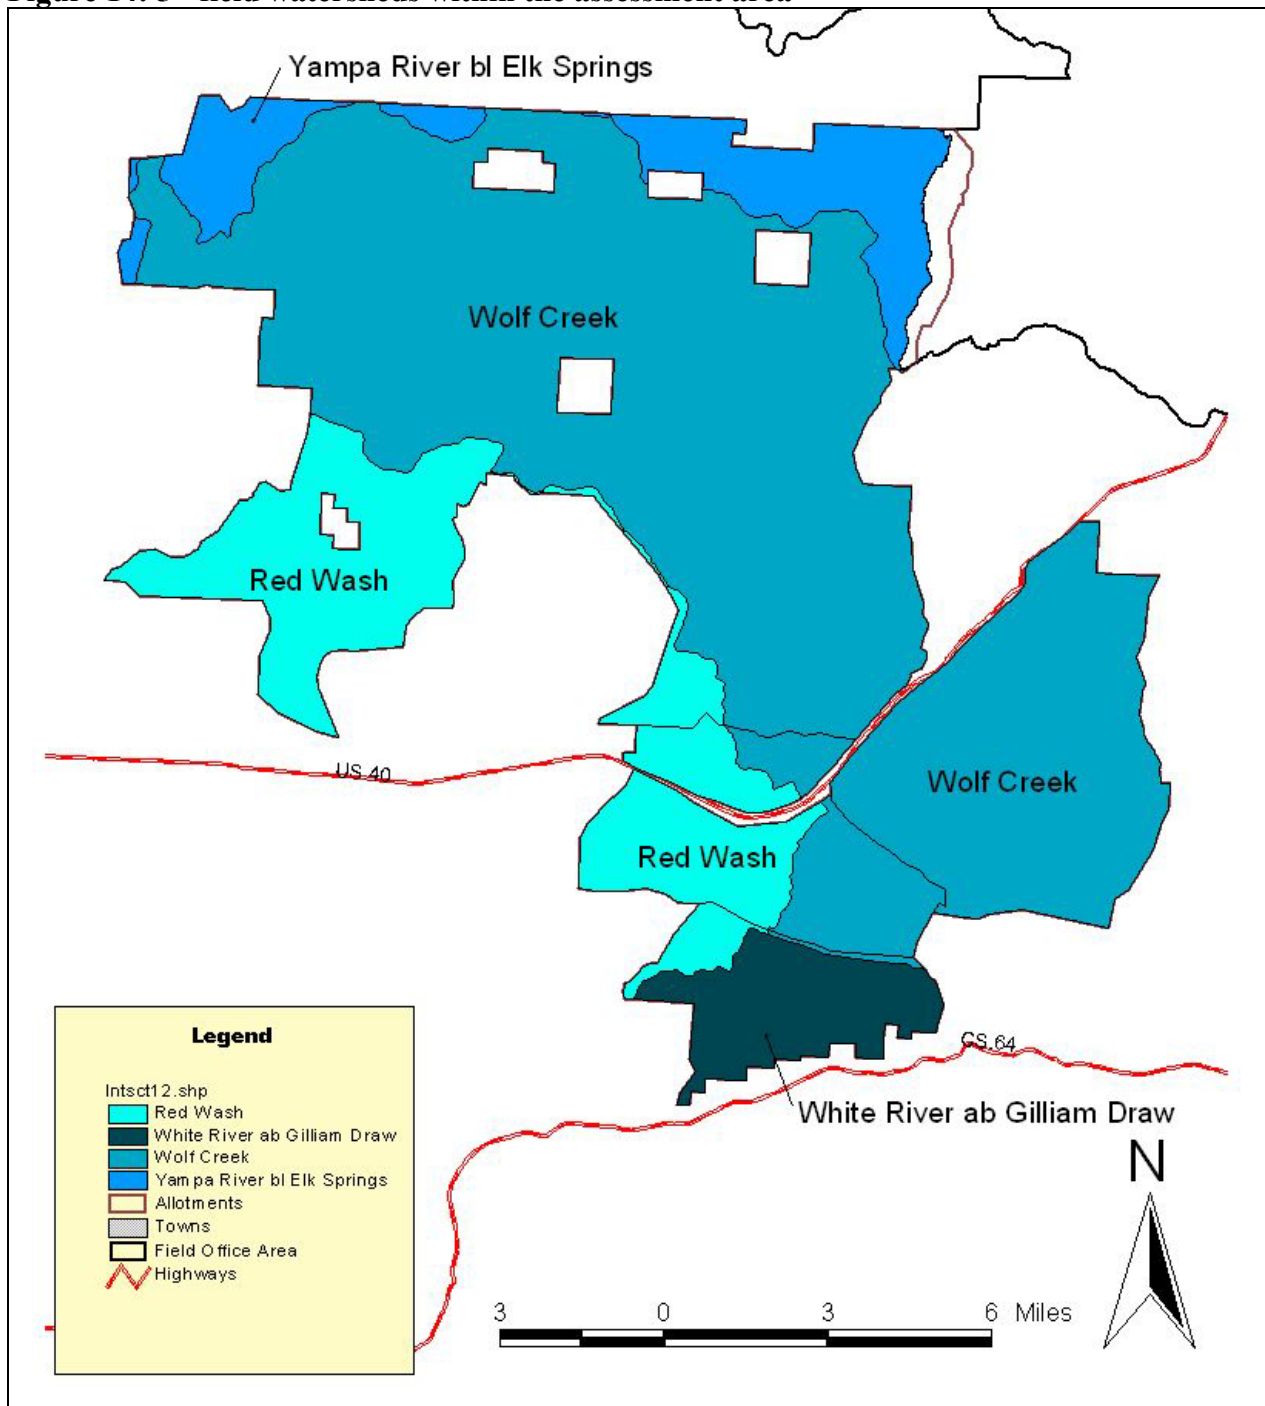 Yampa River bl Elk Springs
Wolf Creek
Red Wash
US 40
Wolf Creek
Red Wash
CS 64
White River ab Gilliam Draw
N
Legend
Intsct12.shp
Red Wash
White River ab Gilliam Draw
Wolf Creek
Yampa River bl Elk Springs
Allotments
Towns
Field Office Area
Highways
3 0 3 6 Miles